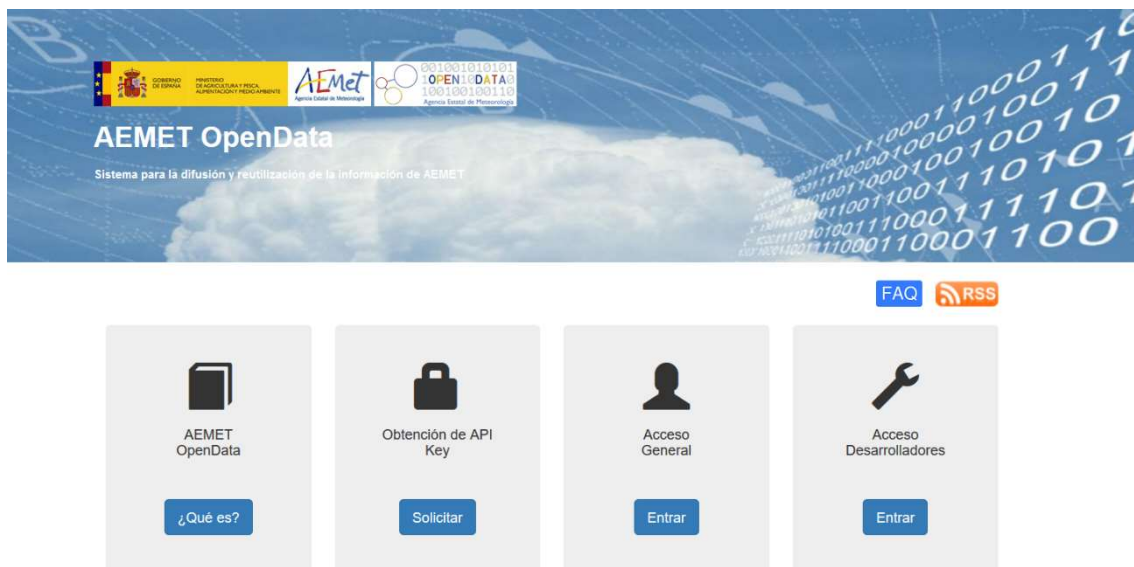 GOBIERNO
DE ESPAÑA
MINISTERIO
DE AGRICULTURA Y PESCA,
ALIMENTACIÓN Y MEDIO AMBIENTE
AEMet
Agencia Estatal de Meteorología
001001010101
1OPEN10DATA0
100100100110
Agencia Estatal de Meteorología
AEMET OpenData
Sistema para la difusión y reutilización de la información de AEMET
FAQ
RSS
AEMET
OpenData
¿Qué es?
Obtención de API
Key
Solicitar
Acceso
General
Entrar
Acceso
Desarrolladores
Entrar